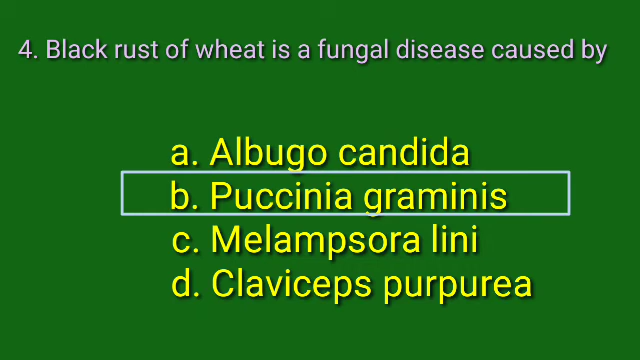 4. Black rust of wheat is a fungal disease caused by
a. Albugo candida
b. Puccinia graminis
c. Melampsora lini
d. Claviceps purpurea